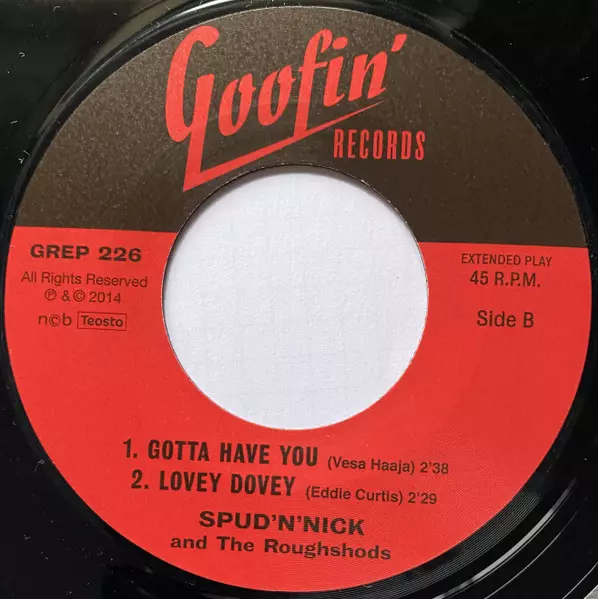 Goofin'
RECORDS
GREP 226
All Rights Reserved
℗ & © 2014
n©b Teosto
EXTENDED PLAY
45 R.P.M.
Side B
1. GOTTA HAVE YOU (Vesa Haaja) 2'38
2. LOVEY DOVEY (Eddie Curtis) 2'29
SPUD'N'NICK
and The Roughshods